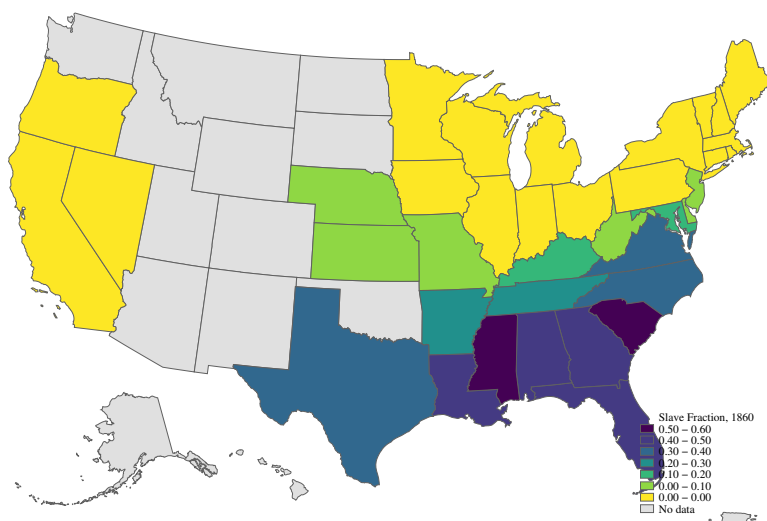 Slave Fraction, 1860
0.50 – 0.60
0.40 – 0.50
0.30 – 0.40
0.20 – 0.30
0.10 – 0.20
0.00 – 0.10
0.00 – 0.00
No data